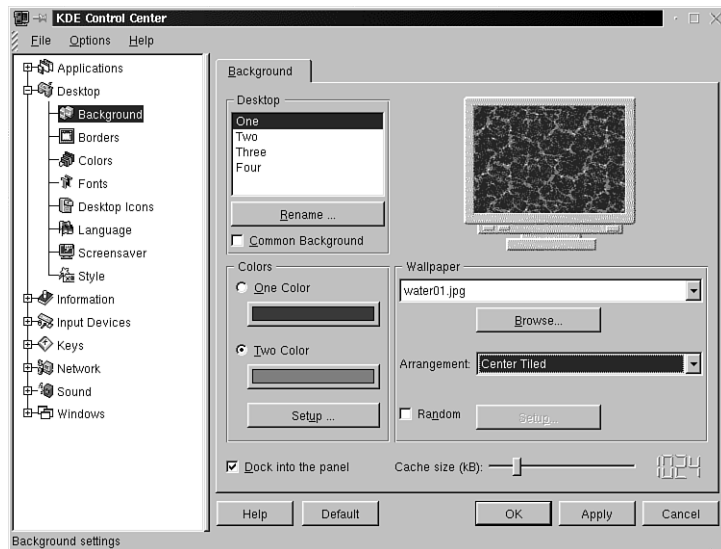 KDE Control Center
File Options Help
Applications
Desktop
Background
Borders
Colors
Fonts
Desktop Icons
Language
Screensaver
Style
Information
Input Devices
Keys
Network
Sound
Windows
Background
Desktop
One
Two
Three
Four
Rename ...
Common Background
Colors
One Color
Two Color
Setup ...
Wallpaper
water01.jpg
Browse...
Arrangement: Center Tiled
Random Setup...
Dock into the panel
Cache size (kB): 1024
Help Default OK Apply Cancel
Background settings